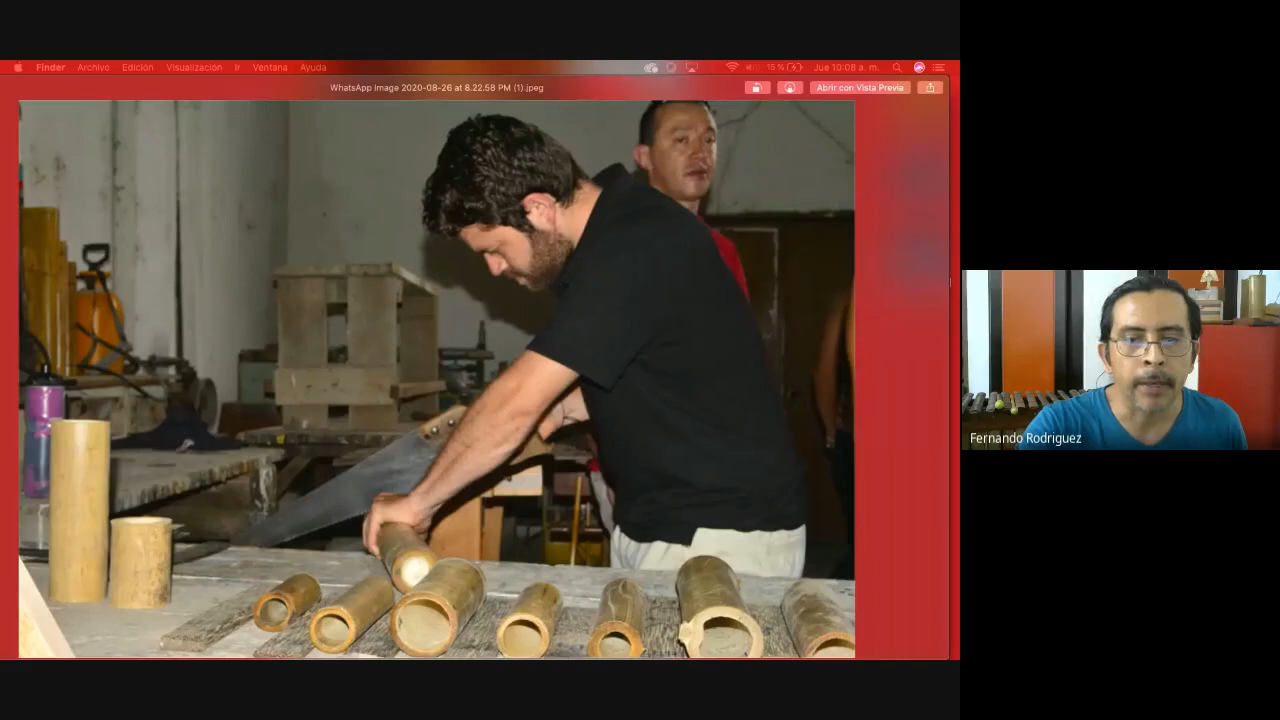 Finder Archivo Edición Visualización Ir Ventana Ayuda 15 % Jue 10:08 a. m.
WhatsApp Image 2020-08-26 at 8.22.58 PM (1).jpeg Abrir con Vista Previa
Fernando Rodriguez